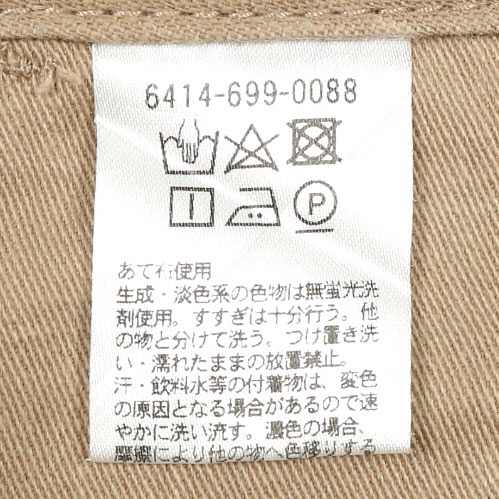 6414-699-0088
P
あて布使用
生成・淡色系の色物は無蛍光洗
剤使用。すすぎは十分行う。他
の物と分けて洗う。つけ置き洗
い・濡れたままの放置禁止。
汗・飲料水等の付着物は、変色
の原因となる場合があるので速
やかに洗い流す。濃色の場合、
摩擦により他の物へ色移りする